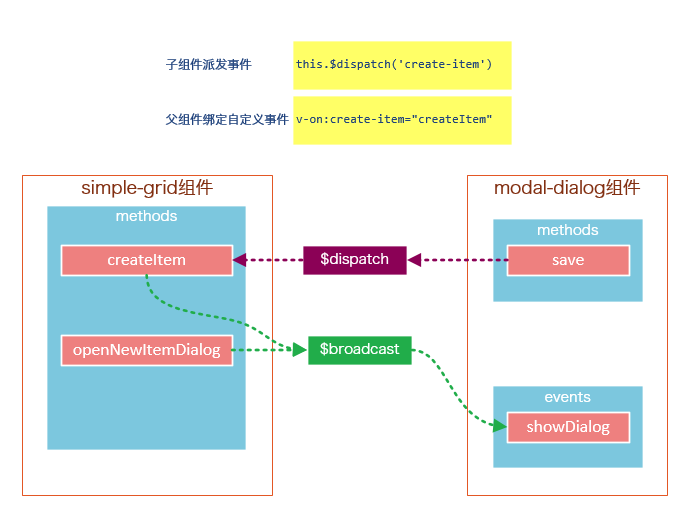 子组件派发事件 this.$dispatch('create-item')
父组件绑定自定义事件 v-on:create-item="createItem"
simple-grid组件
methods
createItem
openNewItemDialog
$dispatch
$broadcast
modal-dialog组件
methods
save
events
showDialog